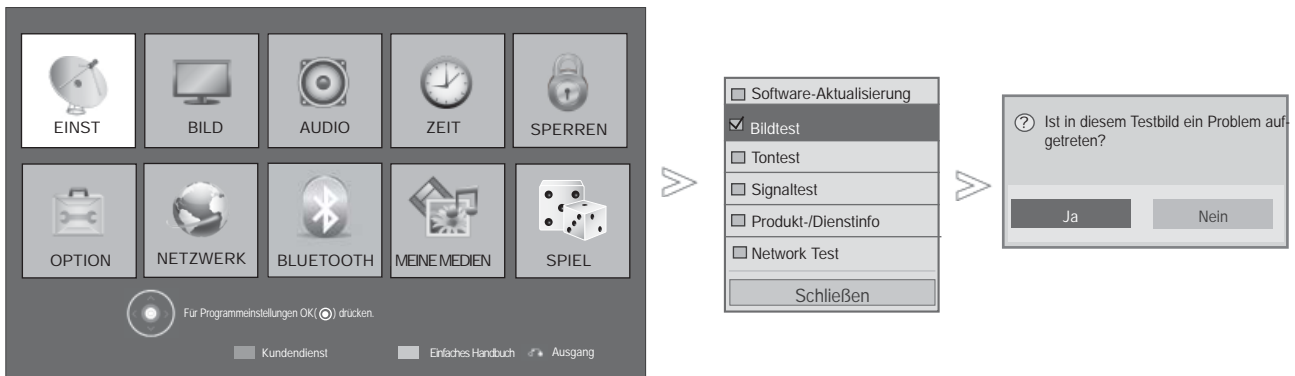 EINST BILD AUDIO ZEIT SPERREN
OPTION NETZWERK BLUETOOTH MEINE MEDIEN SPIEL
Für Programmeinstellungen OK( ) drücken.
Kundendienst Einfaches Handbuch Ausgang
Software-Aktualisierung
Bildtest
Tontest
Signaltest
Produkt-/Dienstinfo
Network Test
Schließen
? Ist in diesem Testbild ein Problem auf-
getreten?
Ja Nein